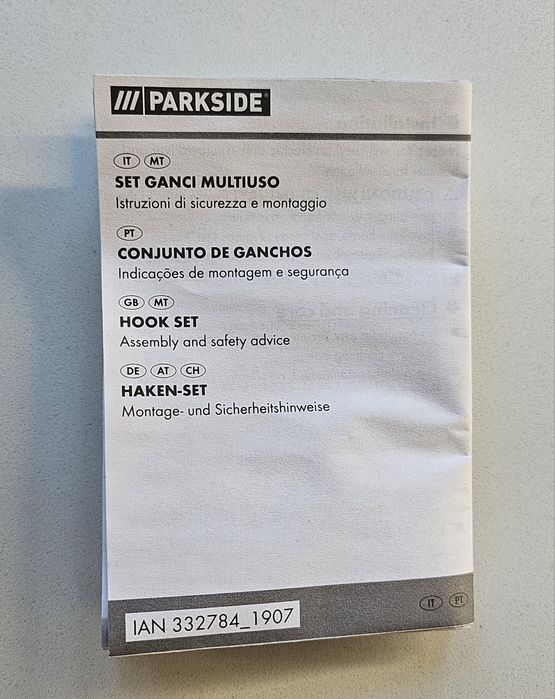 /// PARKSIDE®
IT MT
SET GANCI MULTIUSO
Istruzioni di sicurezza e montaggio
PT
CONJUNTO DE GANCHOS
Indicações de montagem e segurança
GB MT
HOOK SET
Assembly and safety advice
DE AT CH
HAKEN-SET
Montage- und Sicherheitshinweise
IAN 332784_1907
IT PT